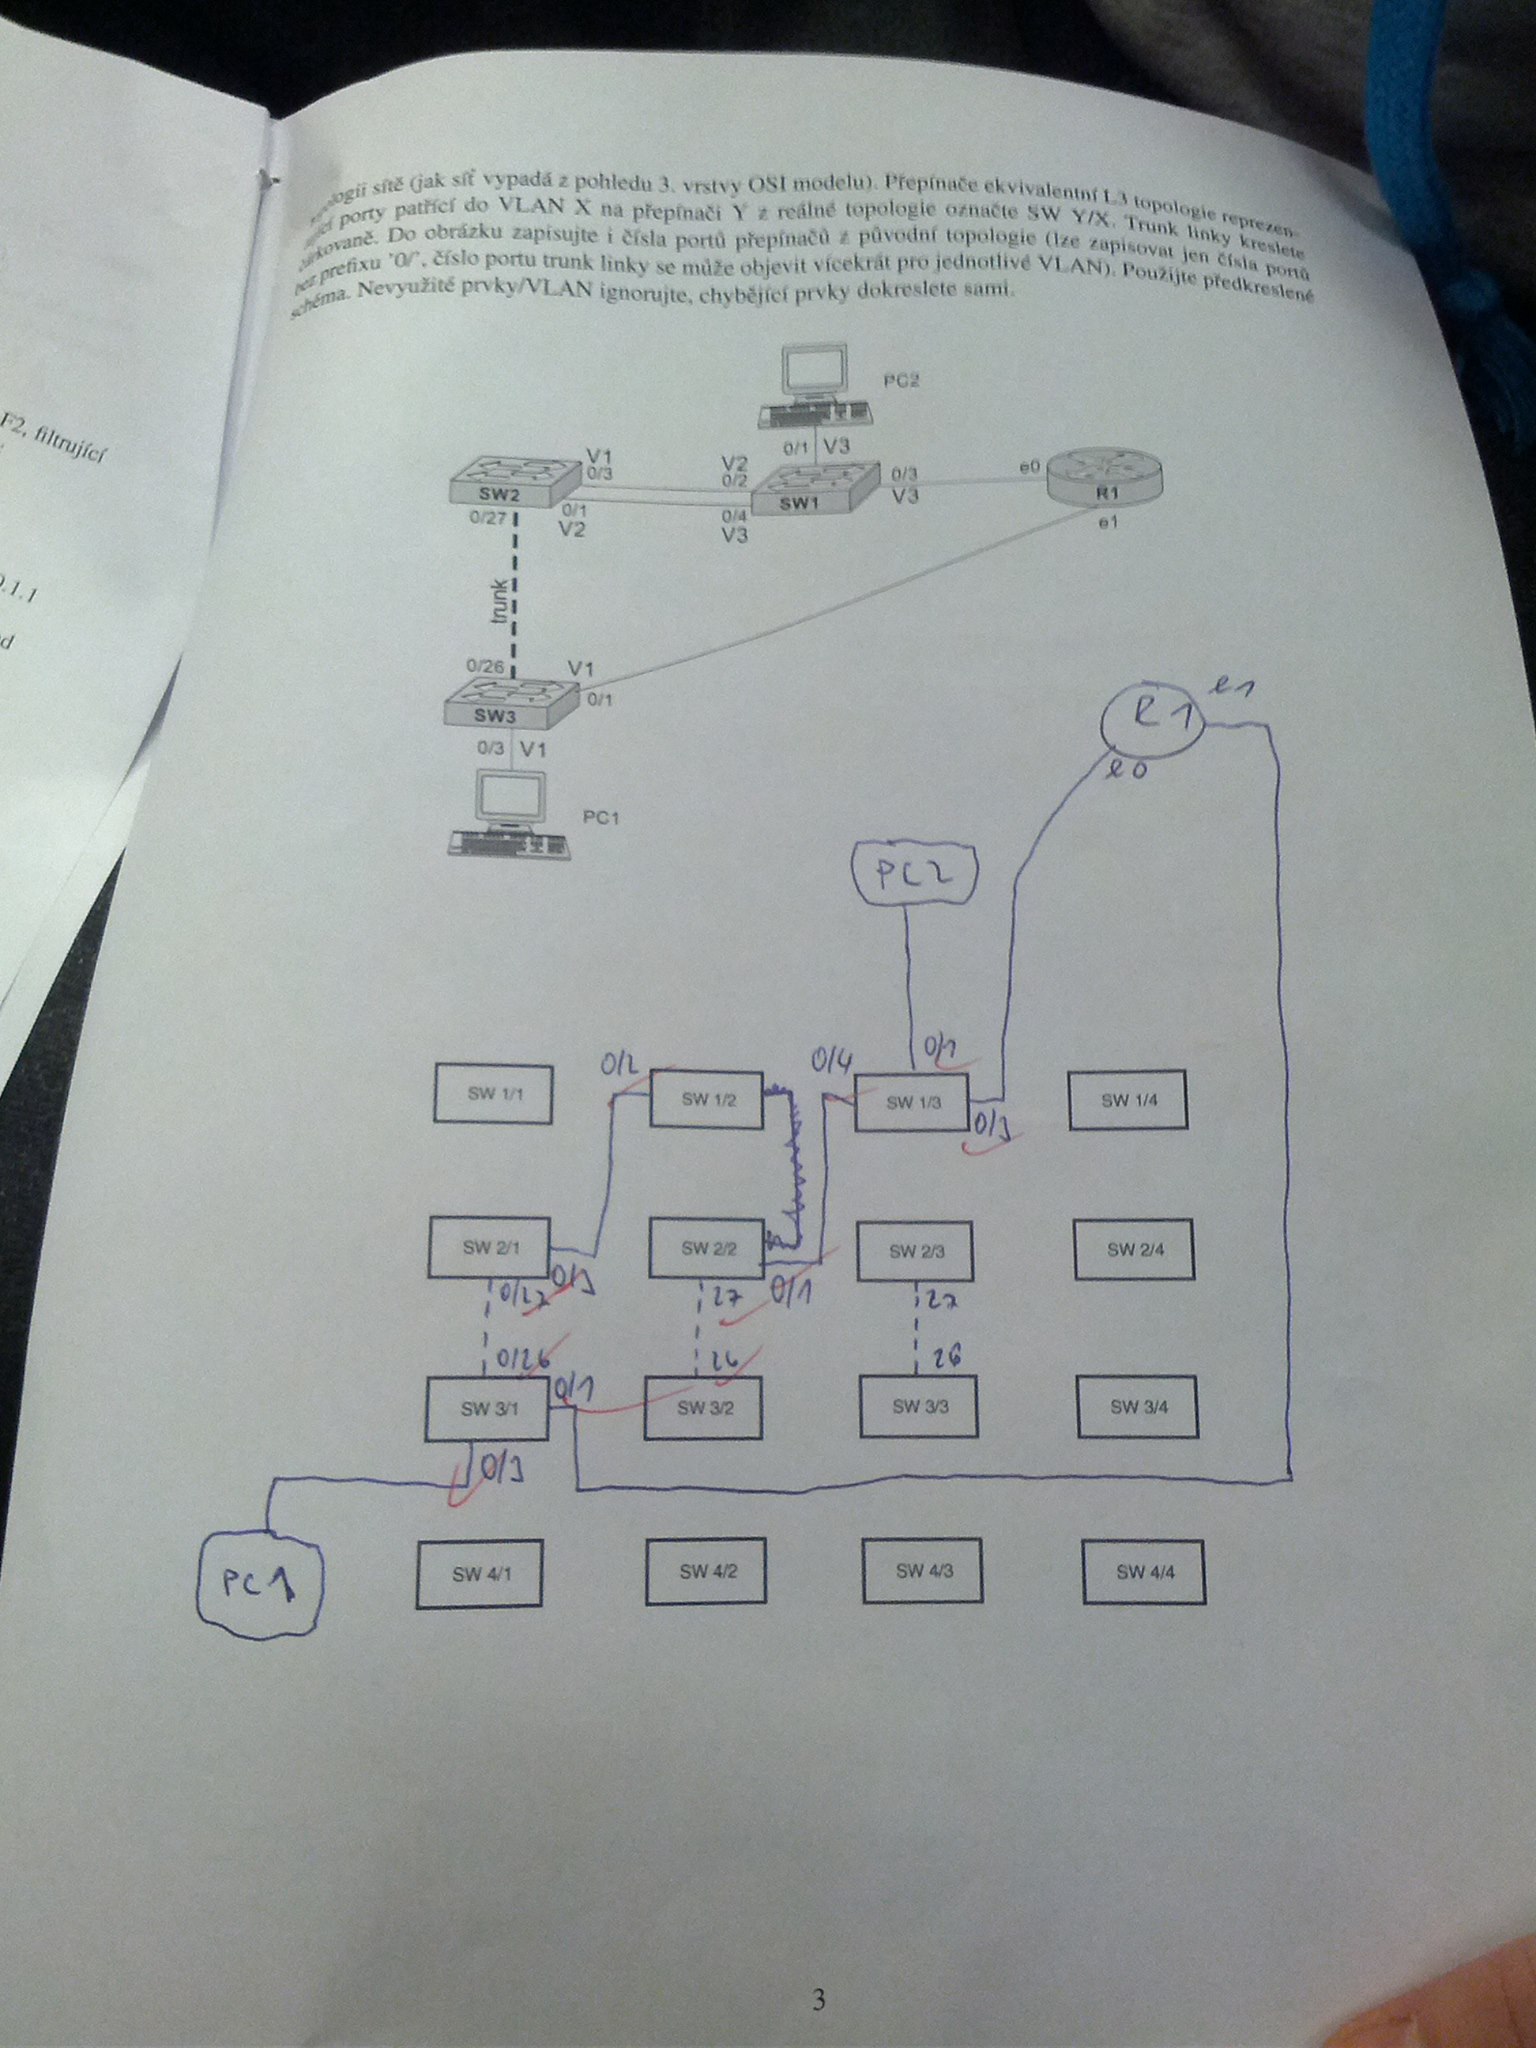 F2, filtrující
0.1.1
topologii sítě (jak síť vypadá z pohledu 3. vrstvy OSI modelu). Přepínače ekvivalentní L3 topologie reprezen-
porty patřící do VLAN X na přepínači Y z reálné topologie označte SW Y/X. Trunk linky kreslete
čárkovaně. Do obrázku zapisujte i čísla portů přepínačů z původní topologie (lze zapisovat jen čísla portů
bez prefixu '0/', číslo portu trunk linky se může objevit vícekrát pro jednotlivé VLAN). Použijte předkreslené
schéma. Nevyužité prvky/VLAN ignorujte, chybějící prvky dokreslete sami.
PC2
0/1 V3
V1
0/3
V2
0/2
SW2
SW1
0/3
V3
e0
R1
e1
0/27
0/1
V2
0/4
V3
trunk
0/26
V1
0/1
SW3
0/3 V1
PC1
R1
e1
e0
PC2
0/2
0/4
0/1
SW 1/1
SW 1/2
SW 1/3
SW 1/4
0/3
SW 2/1
SW 2/2
SW 2/3
SW 2/4
0/27
0/3
27
0/1
27
0/26
26
26
0/1
SW 3/1
SW 3/2
SW 3/3
SW 3/4
0/3
PC1
SW 4/1
SW 4/2
SW 4/3
SW 4/4
3